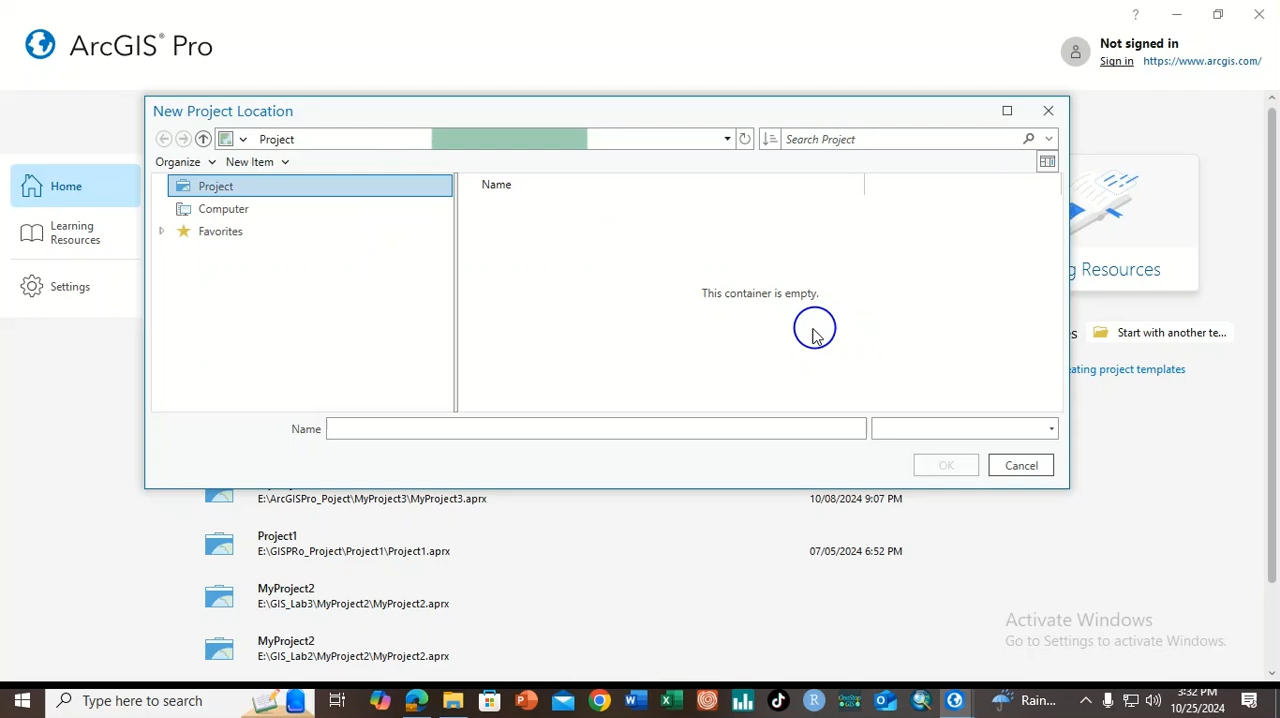 ArcGIS® Pro
?
Not signed in
Sign in https://www.arcgis.com/
New Project Location
Project
Search Project
Organize New Item
Project
Computer
Favorites
Name
This container is empty.
Name
OK
Cancel
Home
Learning
Resources
Settings
g Resources
es Start with another te...
eating project templates
E:\ArcGISPro_Poject\MyProject3\MyProject3.aprx 10/08/2024 9:07 PM
Project1
E:\GISPRo_Project\Project1\Project1.aprx 07/05/2024 6:52 PM
MyProject2
E:\GIS_Lab3\MyProject2\MyProject2.aprx
MyProject2
E:\GIS_Lab2\MyProject2\MyProject2.aprx
Activate Windows
Go to Settings to activate Windows.
Type here to search
Rain...
3:32 PM
10/25/2024